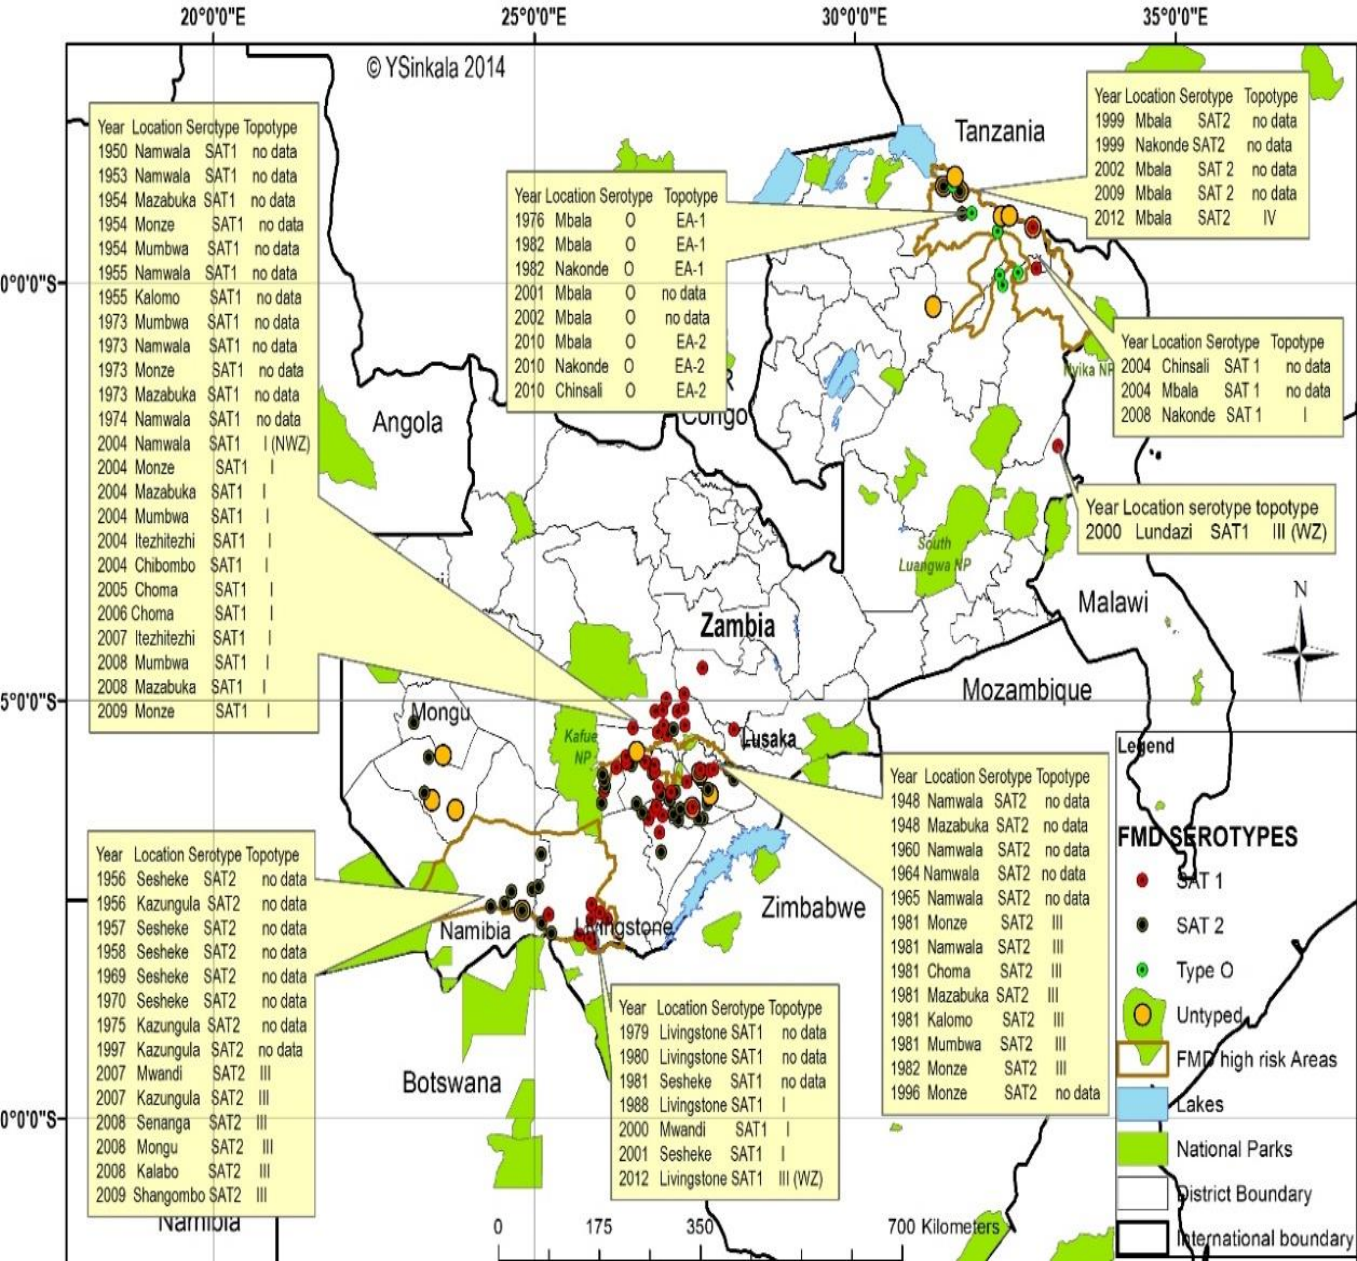 20°0'0"E 25°0'0"E 30°0'0"E 35°0'0"E
© YSinkala 2014
Tanzania
Year Location Serotype Topotype
1999 Mbala SAT2 no data
1999 Nakonde SAT2 no data
2002 Mbala SAT 2 no data
2009 Mbala SAT 2 no data
2012 Mbala SAT2 IV
Year Location Serotype Topotype
1950 Namwala SAT1 no data
1953 Namwala SAT1 no data
1954 Mazabuka SAT1 no data
1954 Monze SAT1 no data
1954 Mumbwa SAT1 no data
1955 Namwala SAT1 no data
1955 Kalomo SAT1 no data
1973 Mumbwa SAT1 no data
1973 Namwala SAT1 no data
1973 Monze SAT1 no data
1973 Mazabuka SAT1 no data
1974 Namwala SAT1 no data
2004 Namwala SAT1 I (NWZ)
2004 Monze SAT1 I
2004 Mazabuka SAT1 I
2004 Mumbwa SAT1 I
2004 Itezhitezhi SAT1 I
2004 Chibombo SAT1 I
2005 Choma SAT1 I
2006 Choma SAT1 I
2007 Itezhitezhi SAT1 I
2008 Mumbwa SAT1 I
2008 Mazabuka SAT1 I
2009 Monze SAT1 I
Year Location Serotype Topotype
1976 Mbala O EA-1
1982 Mbala O EA-1
1982 Nakonde O EA-1
2001 Mbala O no data
2002 Mbala O no data
2010 Mbala O EA-2
2010 Nakonde O EA-2
2010 Chinsali O EA-2
0°0'0"S
Year Location Serotype Topotype
2004 Chinsali SAT 1 no data
2004 Mbala SAT 1 no data
2008 Nakonde SAT 1 I
Nyika NP
Angola
Congo
Year Location serotype topotype
2000 Lundazi SAT1 III (WZ)
South
Luangwa NP
Malawi
N
Zambia
Mozambique
5°0'0"S
Mongu
Kafue
NP
Lusaka
Year Location Serotype Topotype
1948 Namwala SAT2 no data
1948 Mazabuka SAT2 no data
1960 Namwala SAT2 no data
1964 Namwala SAT2 no data
1965 Namwala SAT2 no data
1981 Monze SAT2 III
1981 Namwala SAT2 III
1981 Choma SAT2 III
1981 Mazabuka SAT2 III
1981 Kalomo SAT2 III
1981 Mumbwa SAT2 III
1982 Monze SAT2 III
1996 Monze SAT2 no data
Year Location Serotype Topotype
1956 Sesheke SAT2 no data
1956 Kazungula SAT2 no data
1957 Sesheke SAT2 no data
1958 Sesheke SAT2 no data
1969 Sesheke SAT2 no data
1970 Sesheke SAT2 no data
1975 Kazungula SAT2 no data
1997 Kazungula SAT2 no data
2007 Mwandi SAT2 III
2007 Kazungula SAT2 III
2008 Senanga SAT2 III
2008 Mongu SAT2 III
2008 Kalabo SAT2 III
2009 Shangombo SAT2 III
Zimbabwe
Namibia
Livingstone
Year Location Serotype Topotype
1979 Livingstone SAT1 no data
1980 Livingstone SAT1 no data
1981 Sesheke SAT1 no data
1988 Livingstone SAT1 I
2000 Mwandi SAT1 I
2001 Sesheke SAT1 I
2012 Livingstone SAT1 III (WZ)
Botswana
0°0'0"S
Namibia
0 175 350 700 Kilometers
Legend
FMD SEROTYPES
SAT 1
SAT 2
Type O
Untyped
FMD high risk Areas
Lakes
National Parks
District Boundary
International boundary